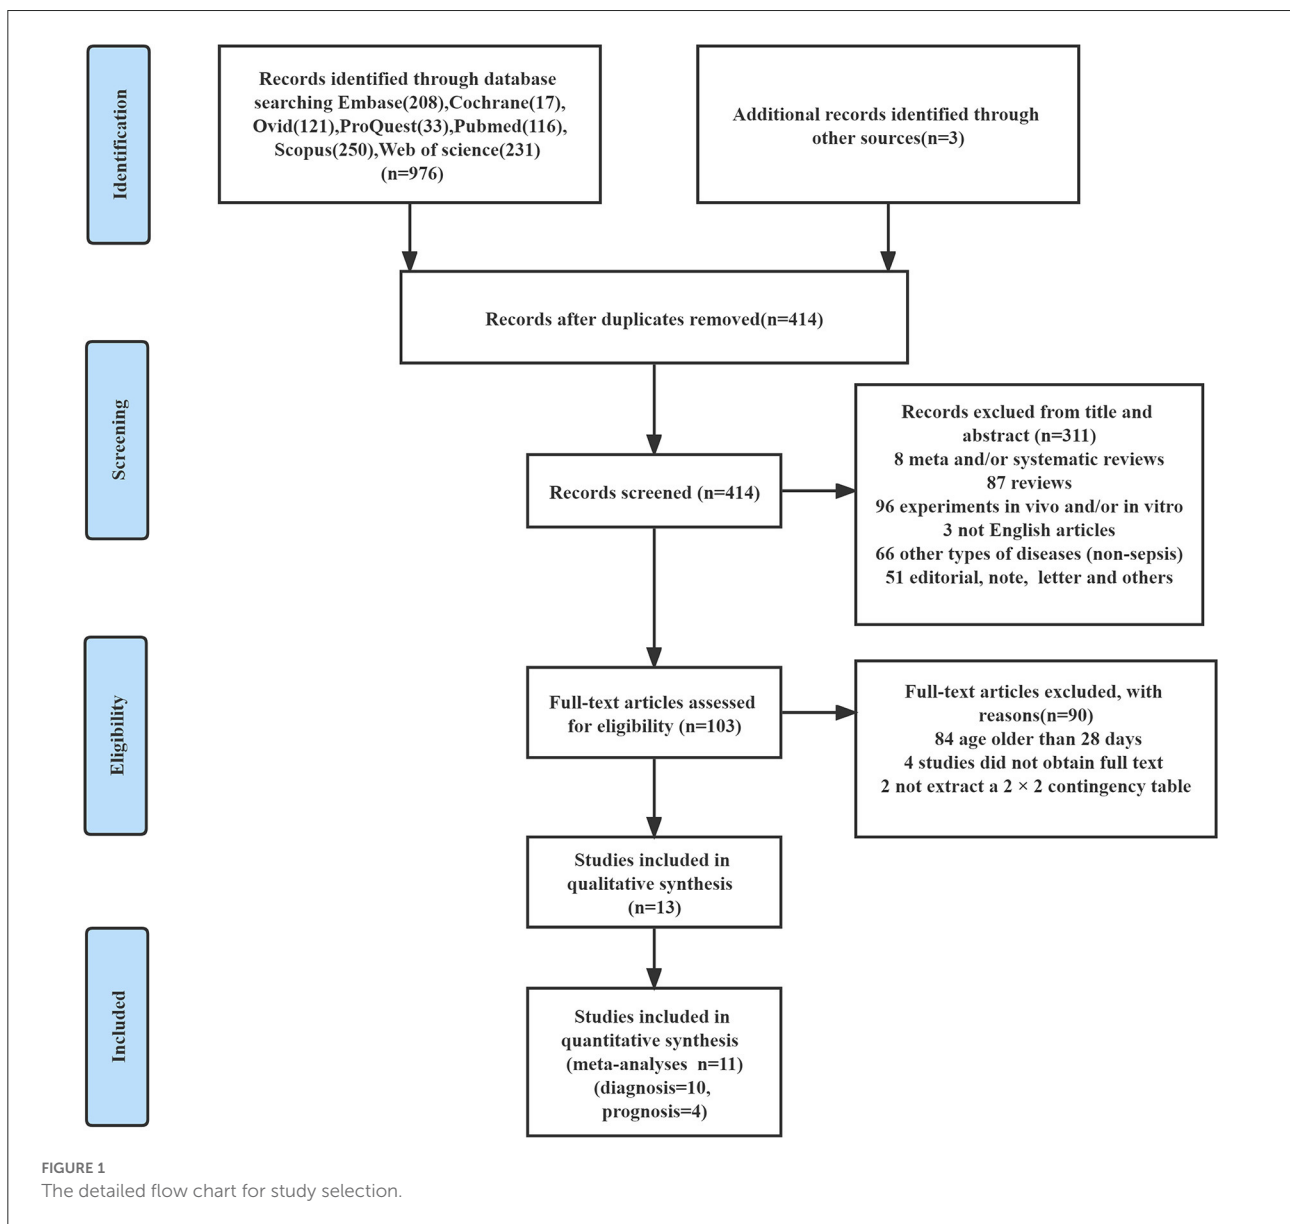 Identification
Records identified through database
searching Embase(208),Cochrane(17),
Ovid(121),ProQuest(33),Pubmed(116),
Scopus(250),Web of science(231)
(n=976)
Additional records identified through
other sources(n=3)
Records after duplicates removed(n=414)
Screening
Records screened (n=414)
Records exclued from title and
abstract (n=311)
8 meta and/or systematic reviews
87 reviews
96 experiments in vivo and/or in vitro
3 not English articles
66 other types of diseases (non-sepsis)
51 editorial, note, letter and others
Eligibility
Full-text articles assessed
for eligibility (n=103)
Full-text articles excluded, with
reasons(n=90)
84 age older than 28 days
4 studies did not obtain full text
2 not extract a 2 × 2 contingency table
Studies included in
qualitative synthesis
(n=13)
Included
Studies included in
quantitative synthesis
(meta-analyses n=11)
(diagnosis=10,
prognosis=4)
FIGURE 1
The detailed flow chart for study selection.